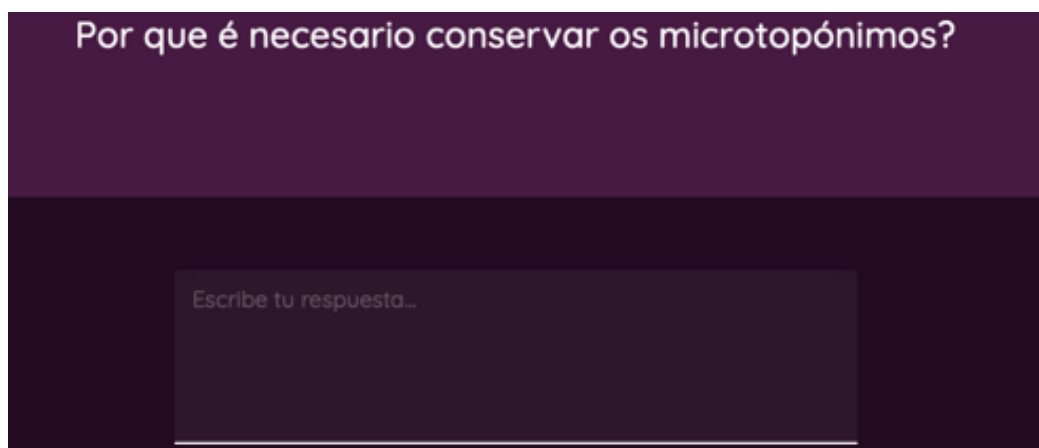 Por que é necesario conservar os microtopónimos?
Escribe tu respuesta...